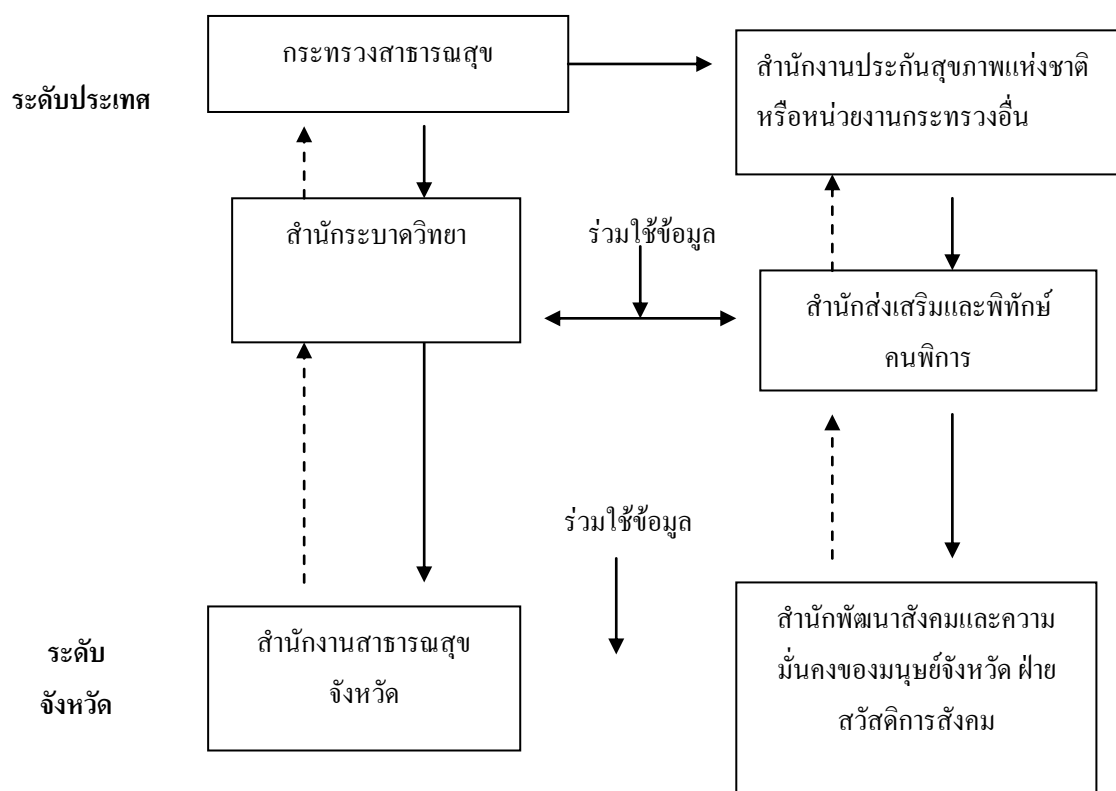 กระทรวงสาธารณสุข
สำนักงานประกันสุขภาพแห่งชาติ
หรือหน่วยงานกระทรวงอื่น
ระดับประเทศ
สำนักระบาดวิทยา
ร่วมใช้ข้อมูล
สำนักส่งเสริมและพิทักษ์
คนพิการ
ร่วมใช้ข้อมูล
สำนักงานสาธารณสุข
จังหวัด
สำนักพัฒนาสังคมและความ
มั่นคงของมนุษย์จังหวัด ฝ่าย
สวัสดิการสังคม
ระดับ
จังหวัด